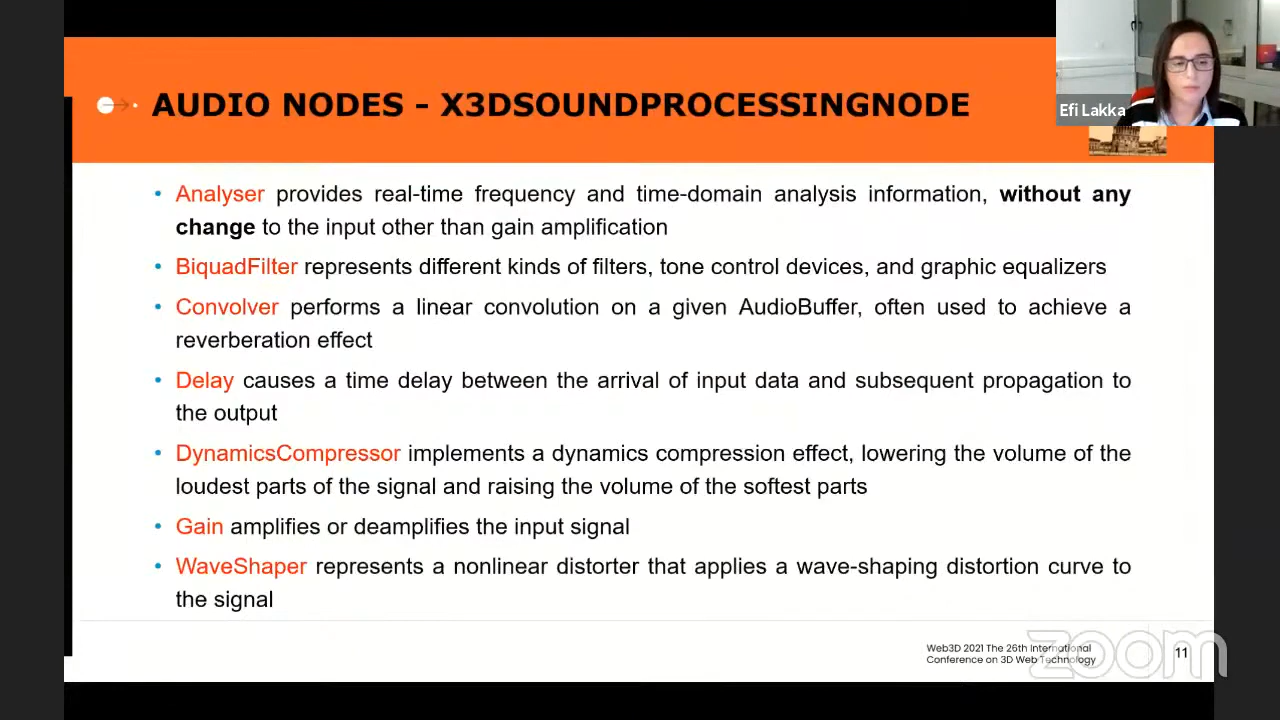 AUDIO NODES - X3DSOUNDPROCESSINGNODE
Efi Lakka
• Analyser provides real-time frequency and time-domain analysis information, without any
change to the input other than gain amplification
• BiquadFilter represents different kinds of filters, tone control devices, and graphic equalizers
• Convolver performs a linear convolution on a given AudioBuffer, often used to achieve a
reverberation effect
• Delay causes a time delay between the arrival of input data and subsequent propagation to
the output
• DynamicsCompressor implements a dynamics compression effect, lowering the volume of the
loudest parts of the signal and raising the volume of the softest parts
• Gain amplifies or deamplifies the input signal
• WaveShaper represents a nonlinear distorter that applies a wave-shaping distortion curve to
the signal
Web3D 2021 The 26th International
Conference on 3D Web Technology
zoom
11